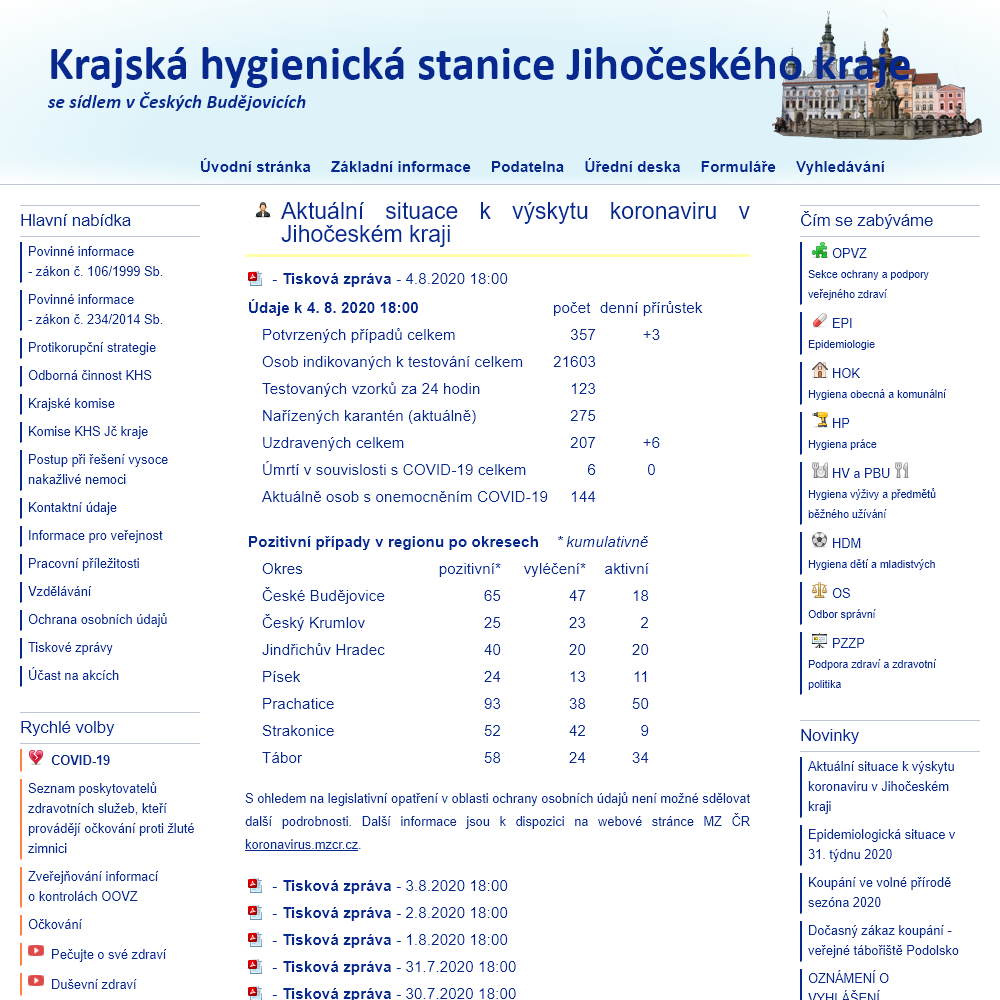 Krajská hygienická stanice Jihočeského kraje
se sídlem v Českých Budějovicích
Úvodní stránka Základní informace Podatelna Úřední deska Formuláře Vyhledávání
Hlavní nabídka
Povinné informace
- zákon č. 106/1999 Sb.
Povinné informace
- zákon č. 234/2014 Sb.
Protikorupční strategie
Odborná činnost KHS
Krajské komise
Komise KHS Jč kraje
Postup při řešení vysoce
nakažlivé nemoci
Kontaktní údaje
Informace pro veřejnost
Pracovní příležitosti
Vzdělávání
Ochrana osobních údajů
Tiskové zprávy
Účast na akcích
Rychlé volby
COVID-19
Seznam poskytovatelů
zdravotních služeb, kteří
provádějí očkování proti žluté
zimnici
Zveřejňování informací
o kontrolách OOVZ
Očkování
Pečujte o své zdraví
Duševní zdraví
Aktuální situace k výskytu koronaviru v
Jihočeském kraji
- Tisková zpráva - 4.8.2020 18:00
Údaje k 4. 8. 2020 18:00 počet denní přírůstek
Potvrzených případů celkem 357 +3
Osob indikovaných k testování celkem 21603
Testovaných vzorků za 24 hodin 123
Nařízených karantén (aktuálně) 275
Uzdravených celkem 207 +6
Úmrtí v souvislosti s COVID-19 celkem 6 0
Aktuálně osob s onemocněním COVID-19 144
Pozitivní případy v regionu po okresech * kumulativně
Okres pozitivní* vyléčení* aktivní
České Budějovice 65 47 18
Český Krumlov 25 23 2
Jindřichův Hradec 40 20 20
Písek 24 13 11
Prachatice 93 38 50
Strakonice 52 42 9
Tábor 58 24 34
S ohledem na legislativní opatření v oblasti ochrany osobních údajů není možné sdělovat
další podrobnosti. Další informace jsou k dispozici na webové stránce MZ ČR
koronavirus.mzcr.cz.
- Tisková zpráva - 3.8.2020 18:00
- Tisková zpráva - 2.8.2020 18:00
- Tisková zpráva - 1.8.2020 18:00
- Tisková zpráva - 31.7.2020 18:00
- Tisková zpráva - 30.7.2020 18:00
Čím se zabýváme
OPVZ
Sekce ochrany a podpory
veřejného zdraví
EPI
Epidemiologie
HOK
Hygiena obecná a komunální
HP
Hygiena práce
HV a PBU
Hygiena výživy a předmětů
běžného užívání
HDM
Hygiena dětí a mladistvých
OS
Odbor správní
PZZP
Podpora zdraví a zdravotní
politika
Novinky
Aktuální situace k výskytu
koronaviru v Jihočeském
kraji
Epidemiologická situace v
31. týdnu 2020
Koupání ve volné přírodě
sezóna 2020
Dočasný zákaz koupání -
veřejné tábořiště Podolsko
OZNÁMENÍ O
VYHLÁŠENÍ